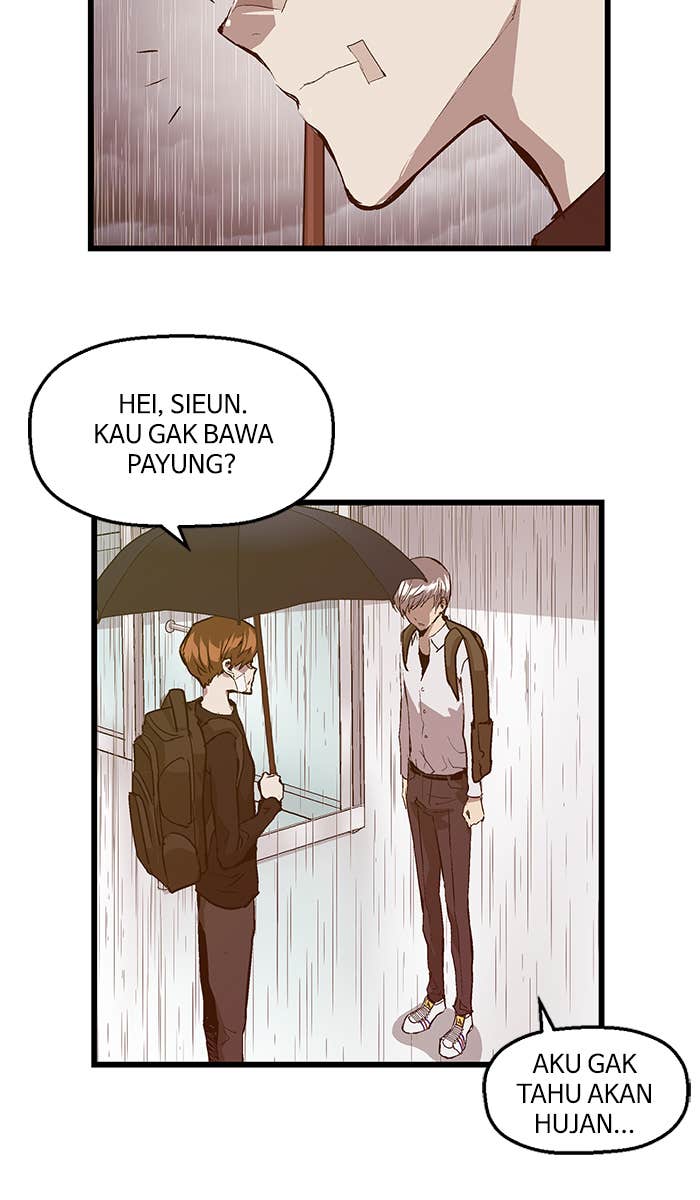 HEI, SIEUN.
KAU GAK BAWA
PAYUNG?
AKU GAK
TAHU AKAN
HUJAN...